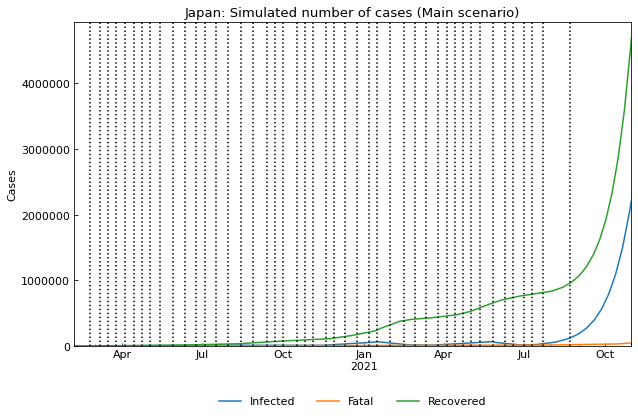 Japan: Simulated number of cases (Main scenario)
4000000
3000000
2000000
1000000
0
Cases
Apr Jul Oct Jan Apr Jul Oct
2021
Infected Fatal Recovered